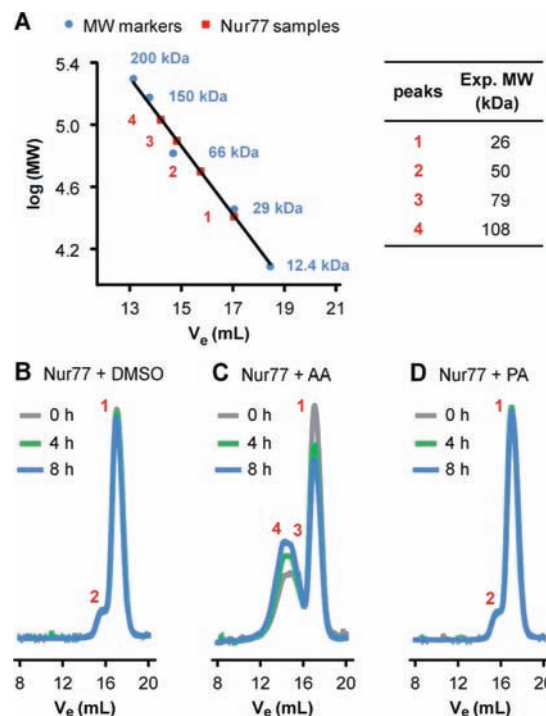 A
MW markers Nur77 samples
200 kDa
150 kDa
66 kDa
29 kDa
12.4 kDa
4
3
2
1
log (MW)
5.4
5.0
4.6
4.2
13 15 17 19 21
Ve (mL)
peaks Exp. MW (kDa)
1 26
2 50
3 79
4 108
B Nur77 + DMSO
0 h
4 h
8 h
1
2
8 12 16 20
Ve (mL)
C Nur77 + AA
0 h
4 h
8 h
1
4 3
8 12 16 20
Ve (mL)
D Nur77 + PA
0 h
4 h
8 h
1
2
8 12 16 20
Ve (mL)